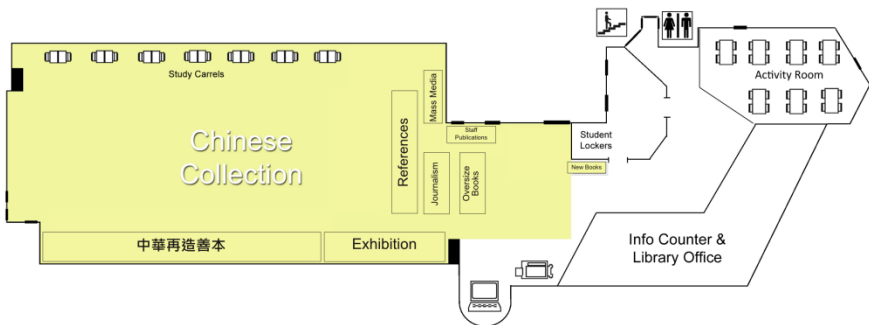 Study Carrels
Chinese
Collection
References
Mass Media
Journalism
Staff
Publications
Oversize
Books
中華再造善本
Exhibition
Student
Lockers
New Books
Activity Room
Info Counter &
Library Office